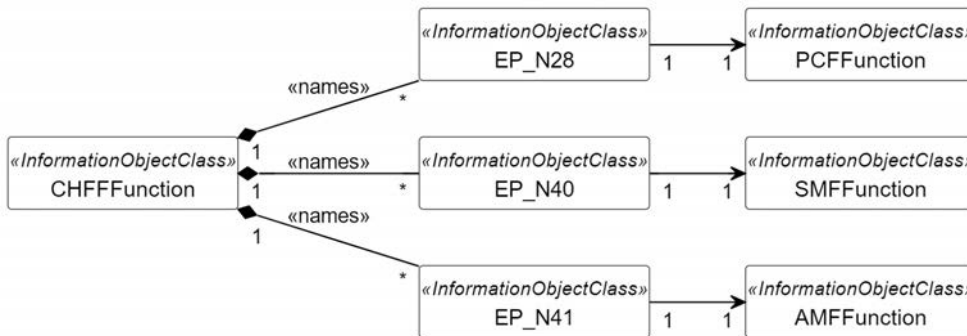 «InformationObjectClass»
EP_N28
1
1
«InformationObjectClass»
PCFFunction
«names»
*
1
«InformationObjectClass»
CHFFFunction
«names»
1
*
«InformationObjectClass»
EP_N40
1
1
«InformationObjectClass»
SMFFunction
«names»
1
*
«InformationObjectClass»
EP_N41
1
1
«InformationObjectClass»
AMFFunction